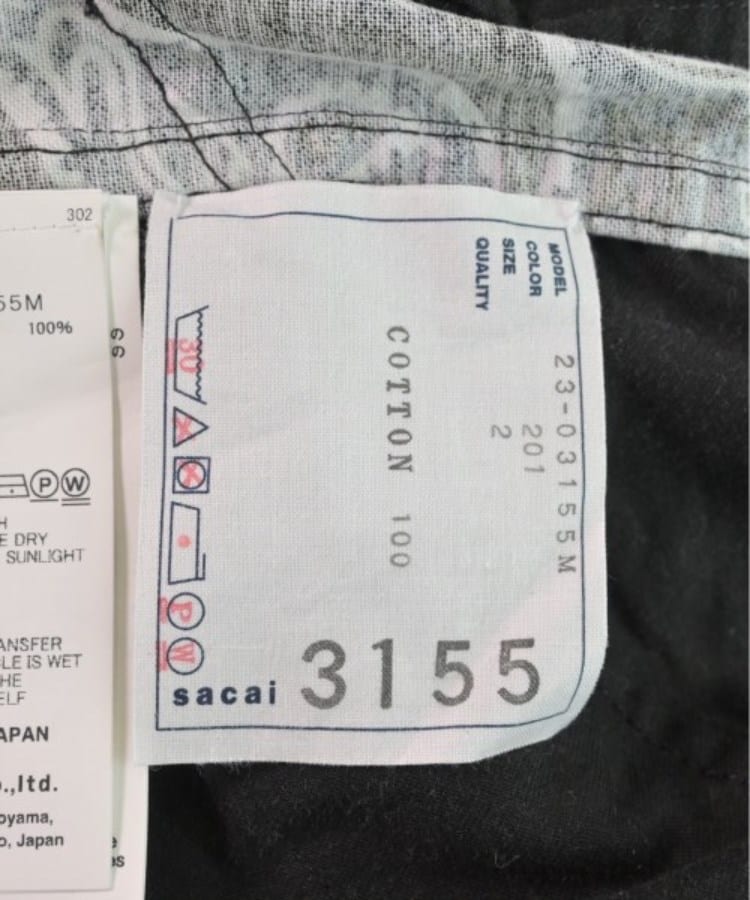 302
55M
100%
P W
H
E DRY
SUNLIGHT
ANSFER
LE IS WET
HE
ELF
APAN
o.,ltd.
oyama,
o, Japan
MODEL 23-03155M
COLOR 201
SIZE 2
QUALITY
COTTON 100
30
P
W
sacai 3155